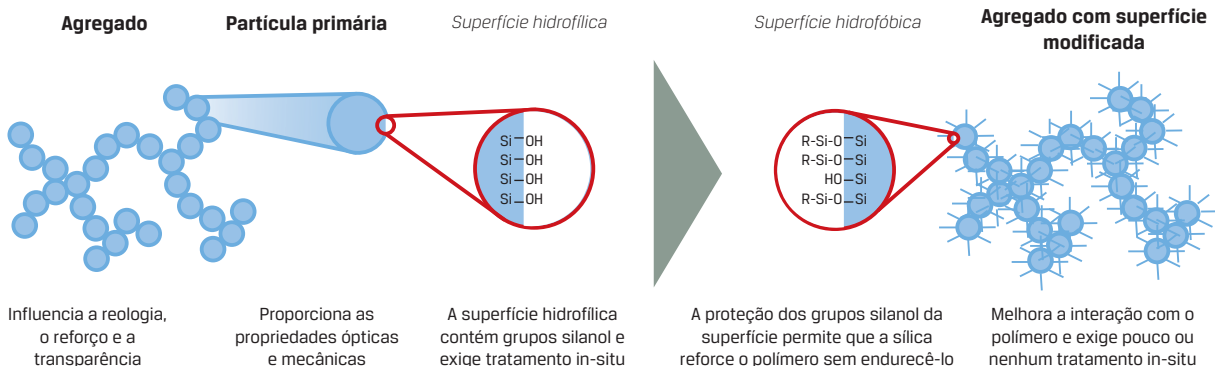 Agregado
Partícula primária
Superfície hidrofílica
Superfície hidrofóbica
Agregado com superfície
modificada
Si OH
Si OH
Si OH
Si OH
R-Si-O Si
R-Si-O Si
HO Si
R-Si-O Si
Influencia a reologia,
o reforço e a
transparência
Proporciona as
propriedades ópticas
e mecânicas
A superfície hidrofílica
contém grupos silanol e
exige tratamento in-situ
A proteção dos grupos silanol da
superfície permite que a sílica
reforce o polímero sem endurecê-lo
Melhora a interação com o
polímero e exige pouco ou
nenhum tratamento in-situ